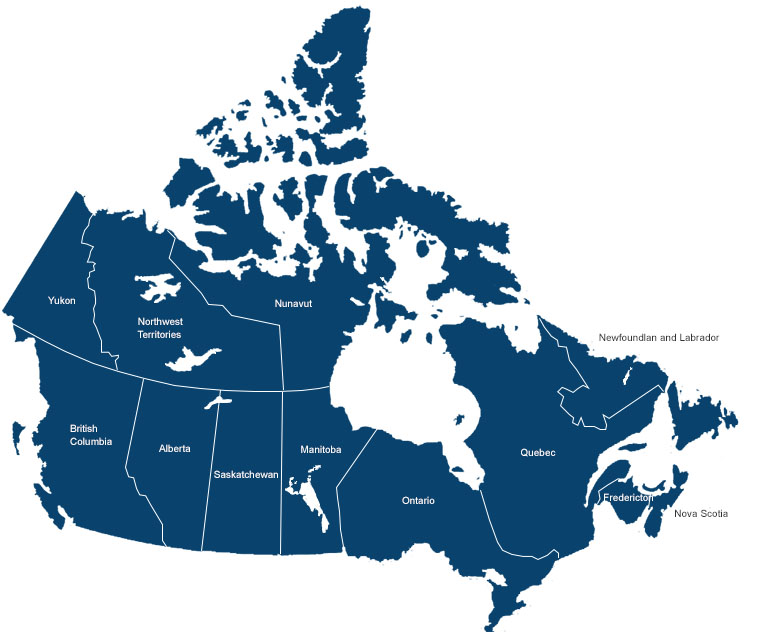 Yukon
Northwest
Territories
Nunavut
Newfoundlan and Labrador
British
Columbia
Alberta
Saskatchewan
Manitoba
Ontario
Quebec
Fredericton
Nova Scotia